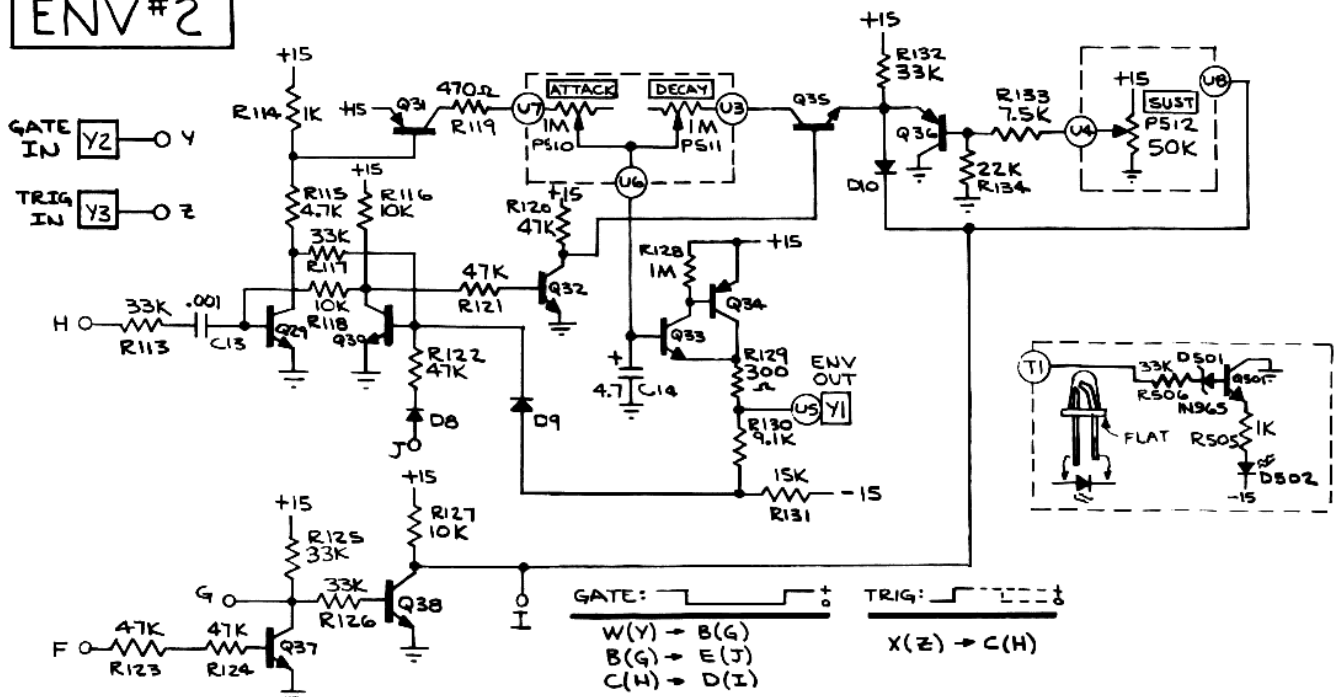 ENV #2
GATE IN Y2 Y
TRIG IN Y3 Z
+15
R114 1K
+15 Q31
470Ω
R119
U7
ATTACK
1M
P510
DECAY
1M
P511
U3
U6
Q35
+15
R132
33K
Q36
R133
7.5K
22K
R134
U4
+15
SUST
P512
50K
U8
D10
R115
4.7K
+15
R116
10K
33K
R117
10K
R118
+15
R120
47K
47K
R121
Q32
H
33K
R113
.001
C13
Q29
Q30
R122
47K
D8
J
D9
R128
1M
+15
Q34
Q33
+
4.7 C14
R129
300
Ω
ENV
OUT
U5 Y1
R130
9.1K
15K
R131
-15
T1
33K
R506
D501
IN965
Q501
R505 1K
D502
-15
FLAT
+15
R125
33K
G
33K
R126
F
47K
R123
47K
R124
Q37
+15
R127
10K
Q38
I
GATE: + 0
W(Y) → B(G)
B(G) → E(J)
C(H) → D(I)
TRIG: + 0
X(Z) → C(H)